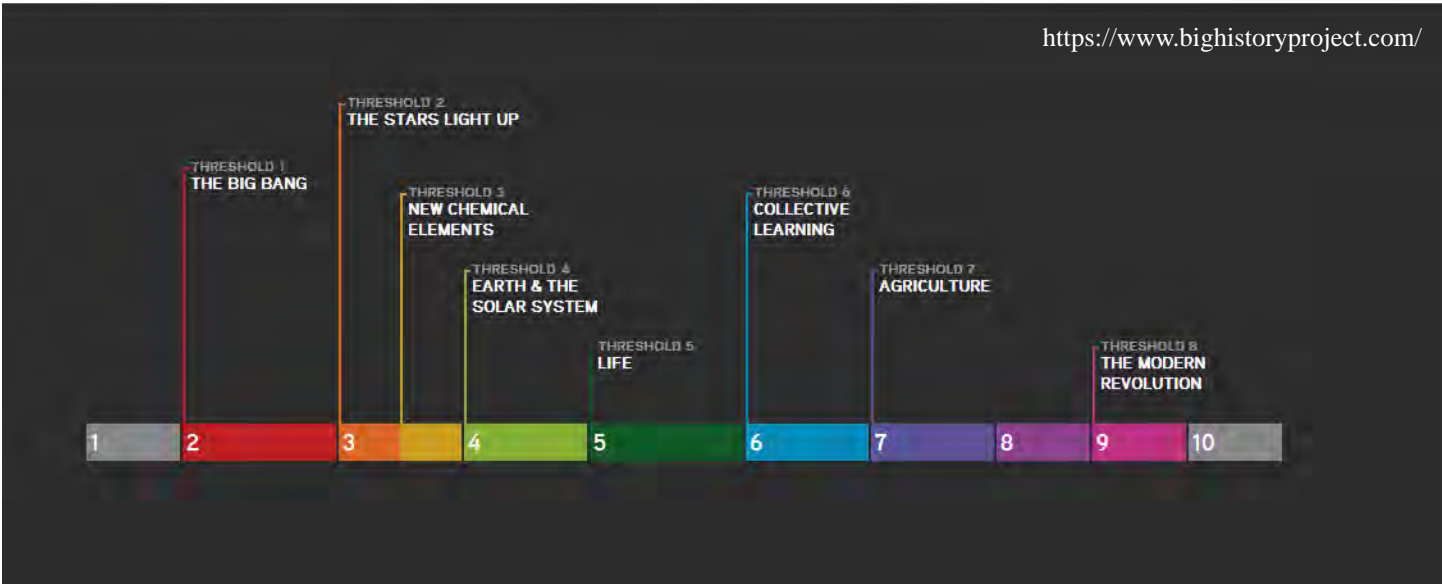 https://www.bighistoryproject.com/
THRESHOLD 2
THE STARS LIGHT UP
THRESHOLD 1
THE BIG BANG
THRESHOLD 3
NEW CHEMICAL
ELEMENTS
THRESHOLD 6
COLLECTIVE
LEARNING
THRESHOLD 4
EARTH & THE
SOLAR SYSTEM
THRESHOLD 7
AGRICULTURE
THRESHOLD 5
LIFE
THRESHOLD 8
THE MODERN
REVOLUTION
1 2 3 4 5 6 7 8 9 10